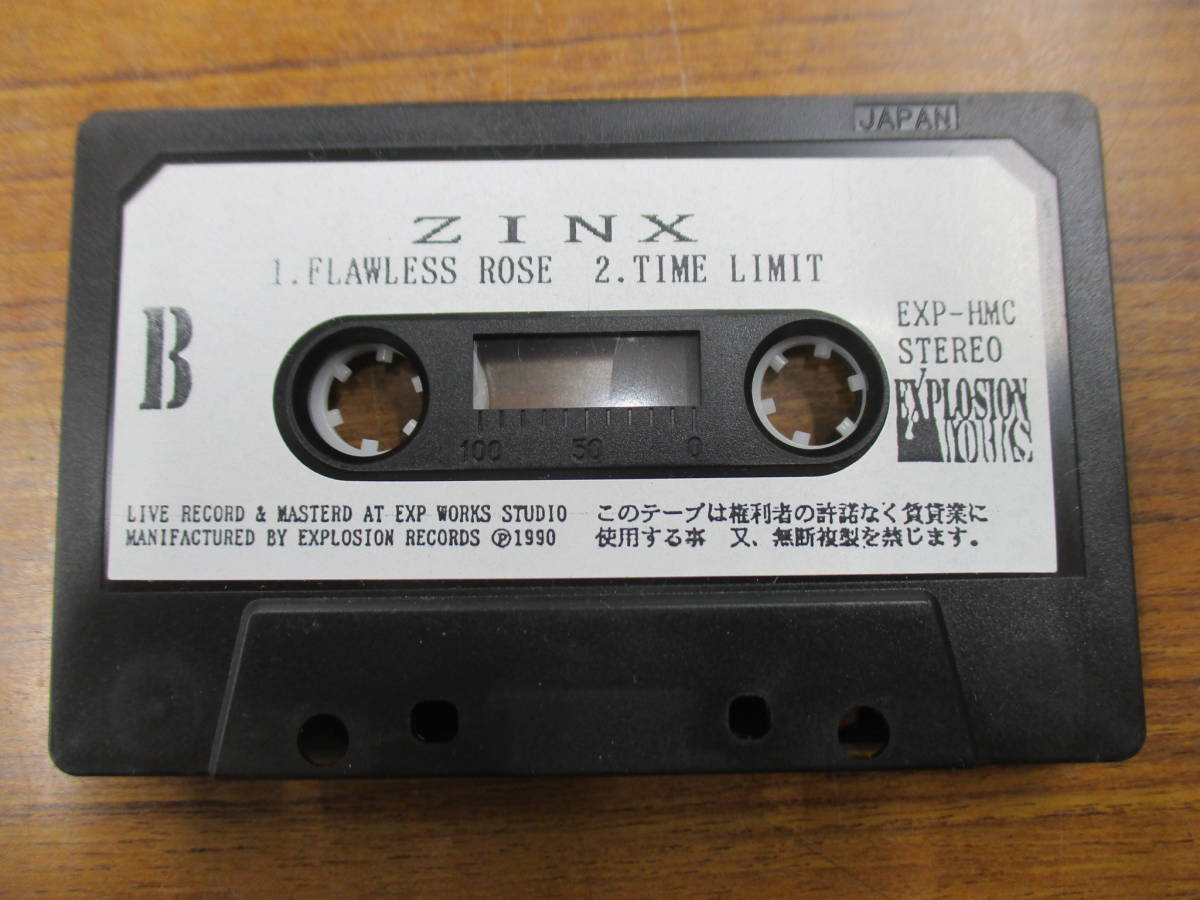 JAPAN
ZINX
1.FLAWLESS ROSE 2.TIME LIMIT
B
EXP-HMC
STEREO
EXPLOSION
WORKS
100 50 0
LIVE RECORD & MASTERD AT EXP WORKS STUDIO
MANIFACTURED BY EXPLOSION RECORDS Ⓟ1990
このテープは権利者の許諾なく賃貸業に
使用する事 又、無断複製を禁じます。